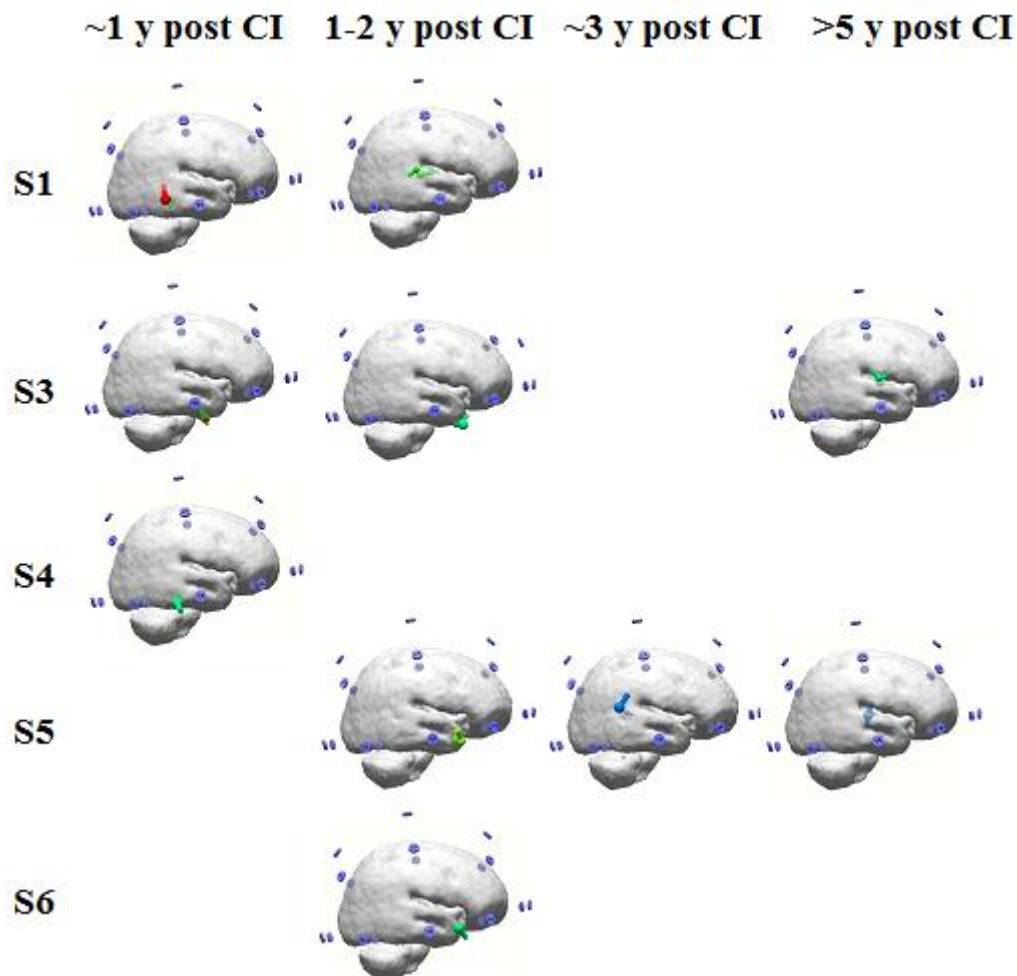 ~1 y post CI 1-2 y post CI ~3 y post CI >5 y post CI
S1
S3
S4
S5
S6